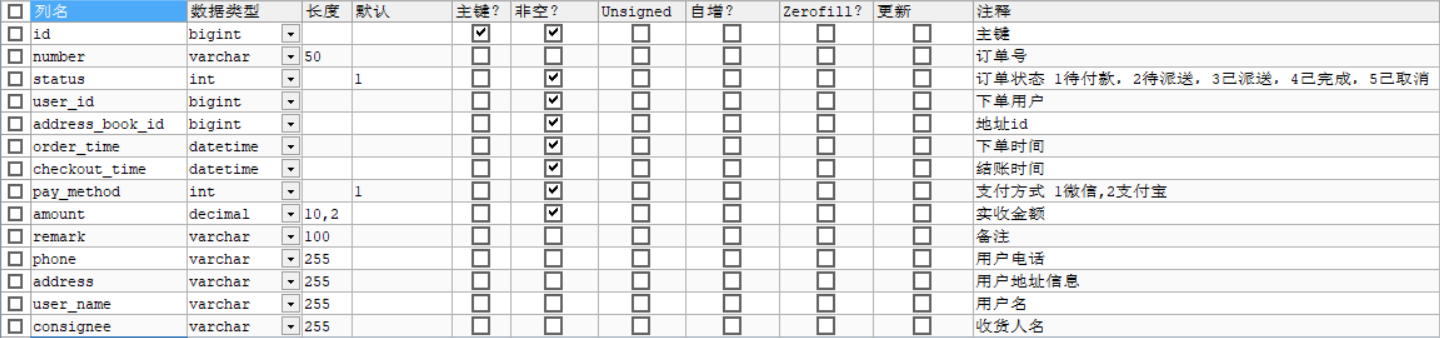 列名 数据类型 长度 默认 主键? 非空? Unsigned 自增? Zerofill? 更新 注释
id bigint 主键
number varchar 50 订单号
status int 1 订单状态 1待付款，2待派送，3已派送，4已完成，5已取消
user_id bigint 下单用户
address_book_id bigint 地址id
order_time datetime 下单时间
checkout_time datetime 结账时间
pay_method int 1 支付方式 1微信,2支付宝
amount decimal 10,2 实收金额
remark varchar 100 备注
phone varchar 255 用户电话
address varchar 255 用户地址信息
user_name varchar 255 用户名
consignee varchar 255 收货人名